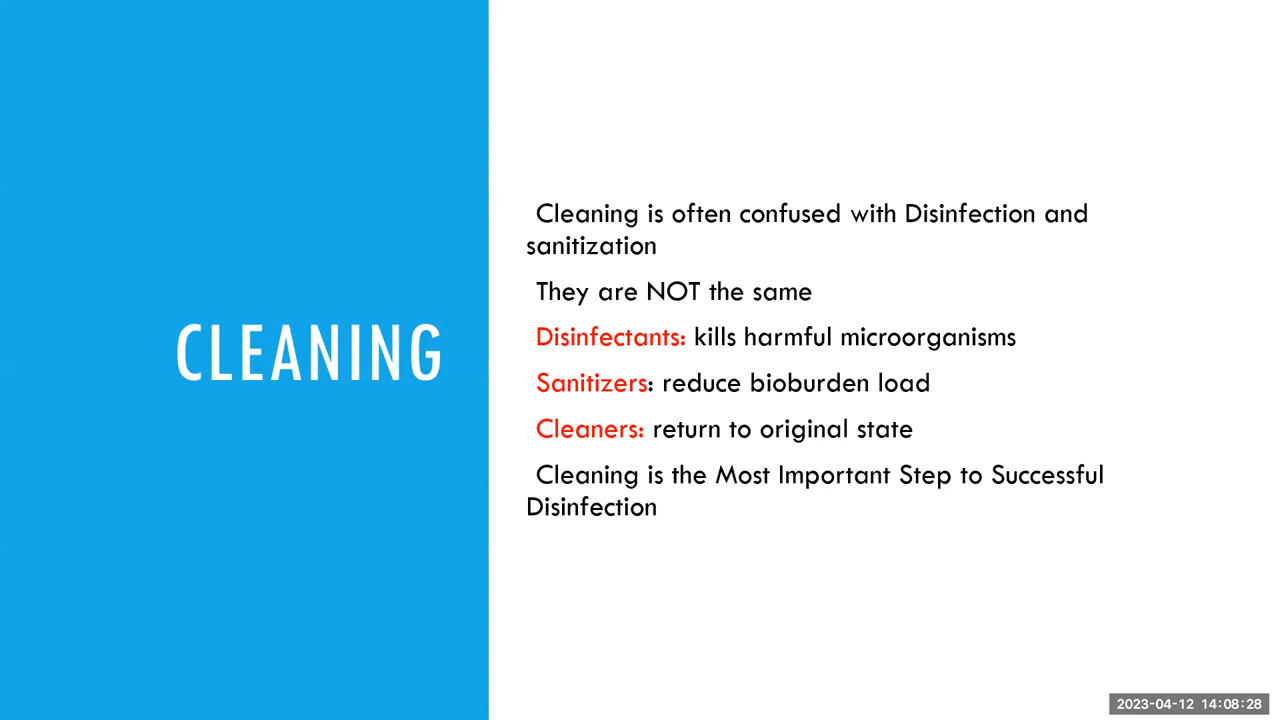 CLEANING
Cleaning is often confused with Disinfection and
sanitization
They are NOT the same
Disinfectants: kills harmful microorganisms
Sanitizers: reduce bioburden load
Cleaners: return to original state
Cleaning is the Most Important Step to Successful
Disinfection
2023-04-12 14:08:28